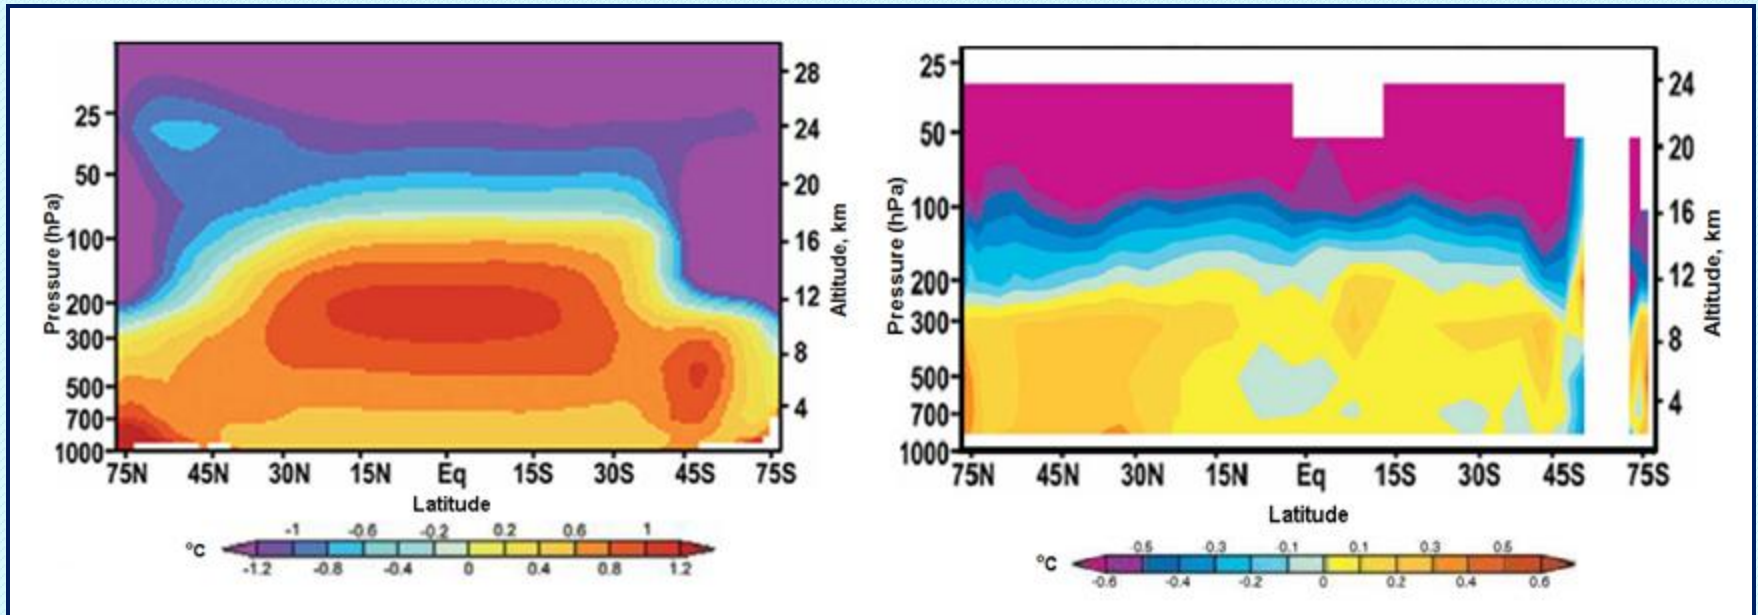 25
50
100
200
300
500
700
1000
Pressure (hPa)
28
24
20
16
12
8
4
Altitude, km
75N 45N 30N 15N Eq 15S 30S 45S 75S
Latitude
°C
-1 -0.6 -0.2 0.2 0.6 1
-1.2 -0.8 -0.4 0 0.4 0.8 1.2
25
50
100
200
300
500
700
1000
Pressure (hPa)
24
20
16
12
8
4
Altitude, km
75N 45N 30N 15N Eq 15S 30S 45S 75S
Latitude
°C
-0.5 -0.3 -0.1 0.1 0.3 0.5
-0.6 -0.4 -0.2 0 0.2 0.4 0.6